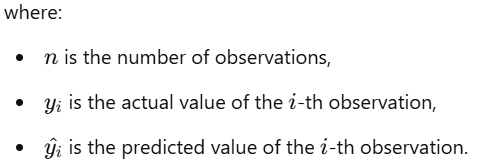 where:
• n is the number of observations,
• yᵢ is the actual value of the i-th observation,
• ŷᵢ is the predicted value of the i-th observation.